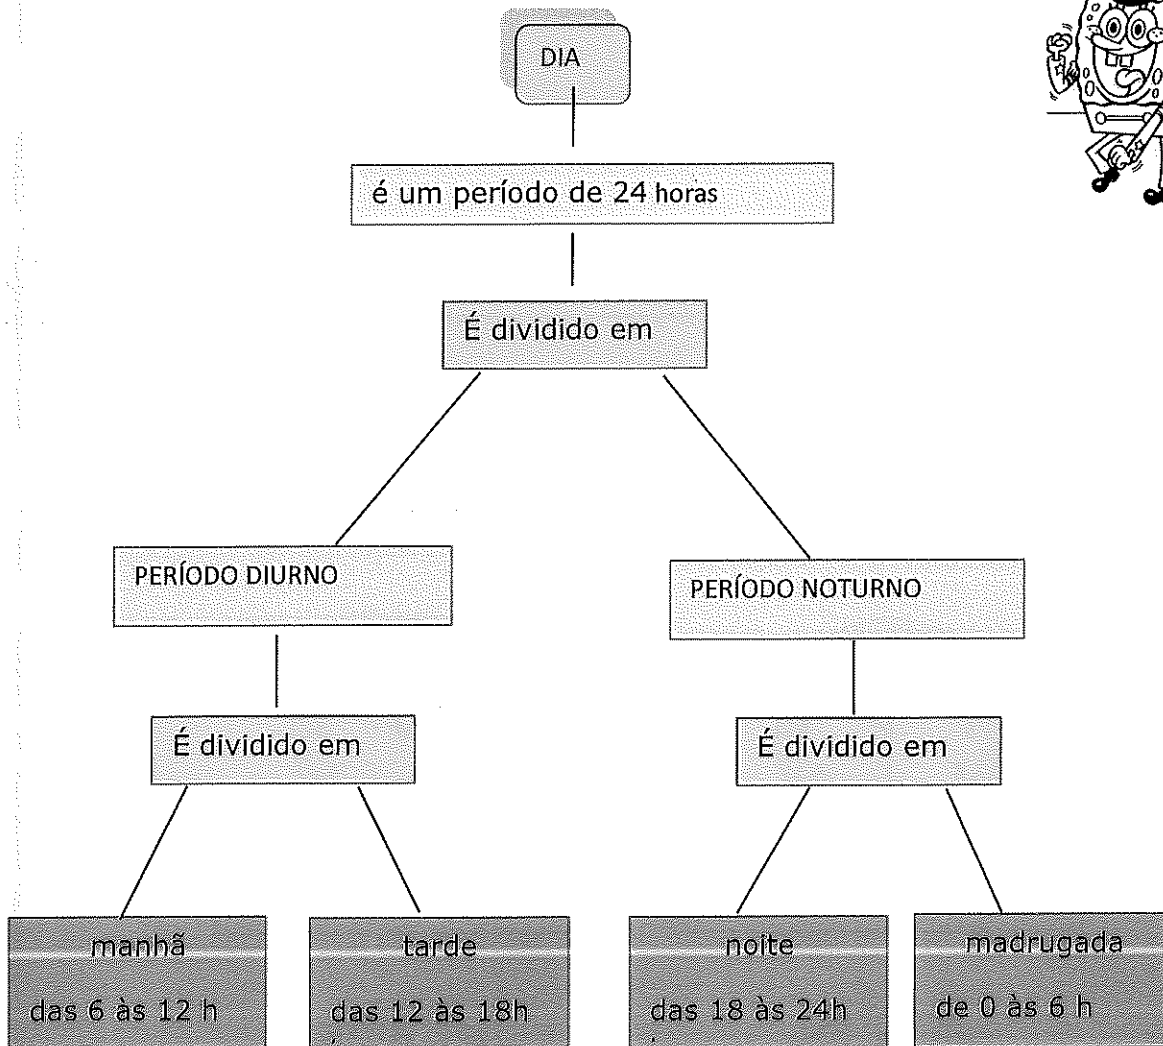 DIA
é um período de 24 horas
É dividido em
PERÍODO DIURNO
PERÍODO NOTURNO
É dividido em
É dividido em
manhã
das 6 às 12 h
tarde
das 12 às 18h
noite
das 18 às 24h
madrugada
de 0 às 6 h